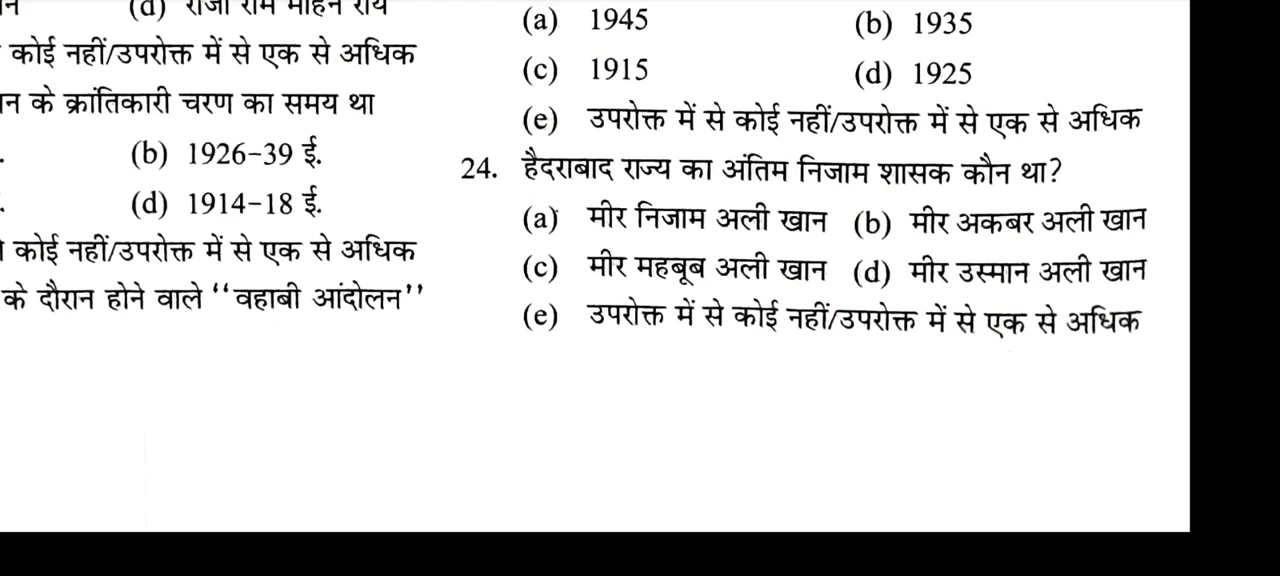 (d) राजा राम मोहन राय
कोई नहीं/उपरोक्त में से एक से अधिक
के क्रांतिकारी चरण का समय था
(b) 1926-39 ई.
(d) 1914-18 ई.
कोई नहीं/उपरोक्त में से एक से अधिक
के दौरान होने वाले ‘‘वहाबी आंदोलन’’
(a) 1945 (b) 1935
(c) 1915 (d) 1925
(e) उपरोक्त में से कोई नहीं/उपरोक्त में से एक से अधिक
24. हैदराबाद राज्य का अंतिम निजाम शासक कौन था?
(a) मीर निजाम अली खान (b) मीर अकबर अली खान
(c) मीर महबूब अली खान (d) मीर उस्मान अली खान
(e) उपरोक्त में से कोई नहीं/उपरोक्त में से एक से अधिक